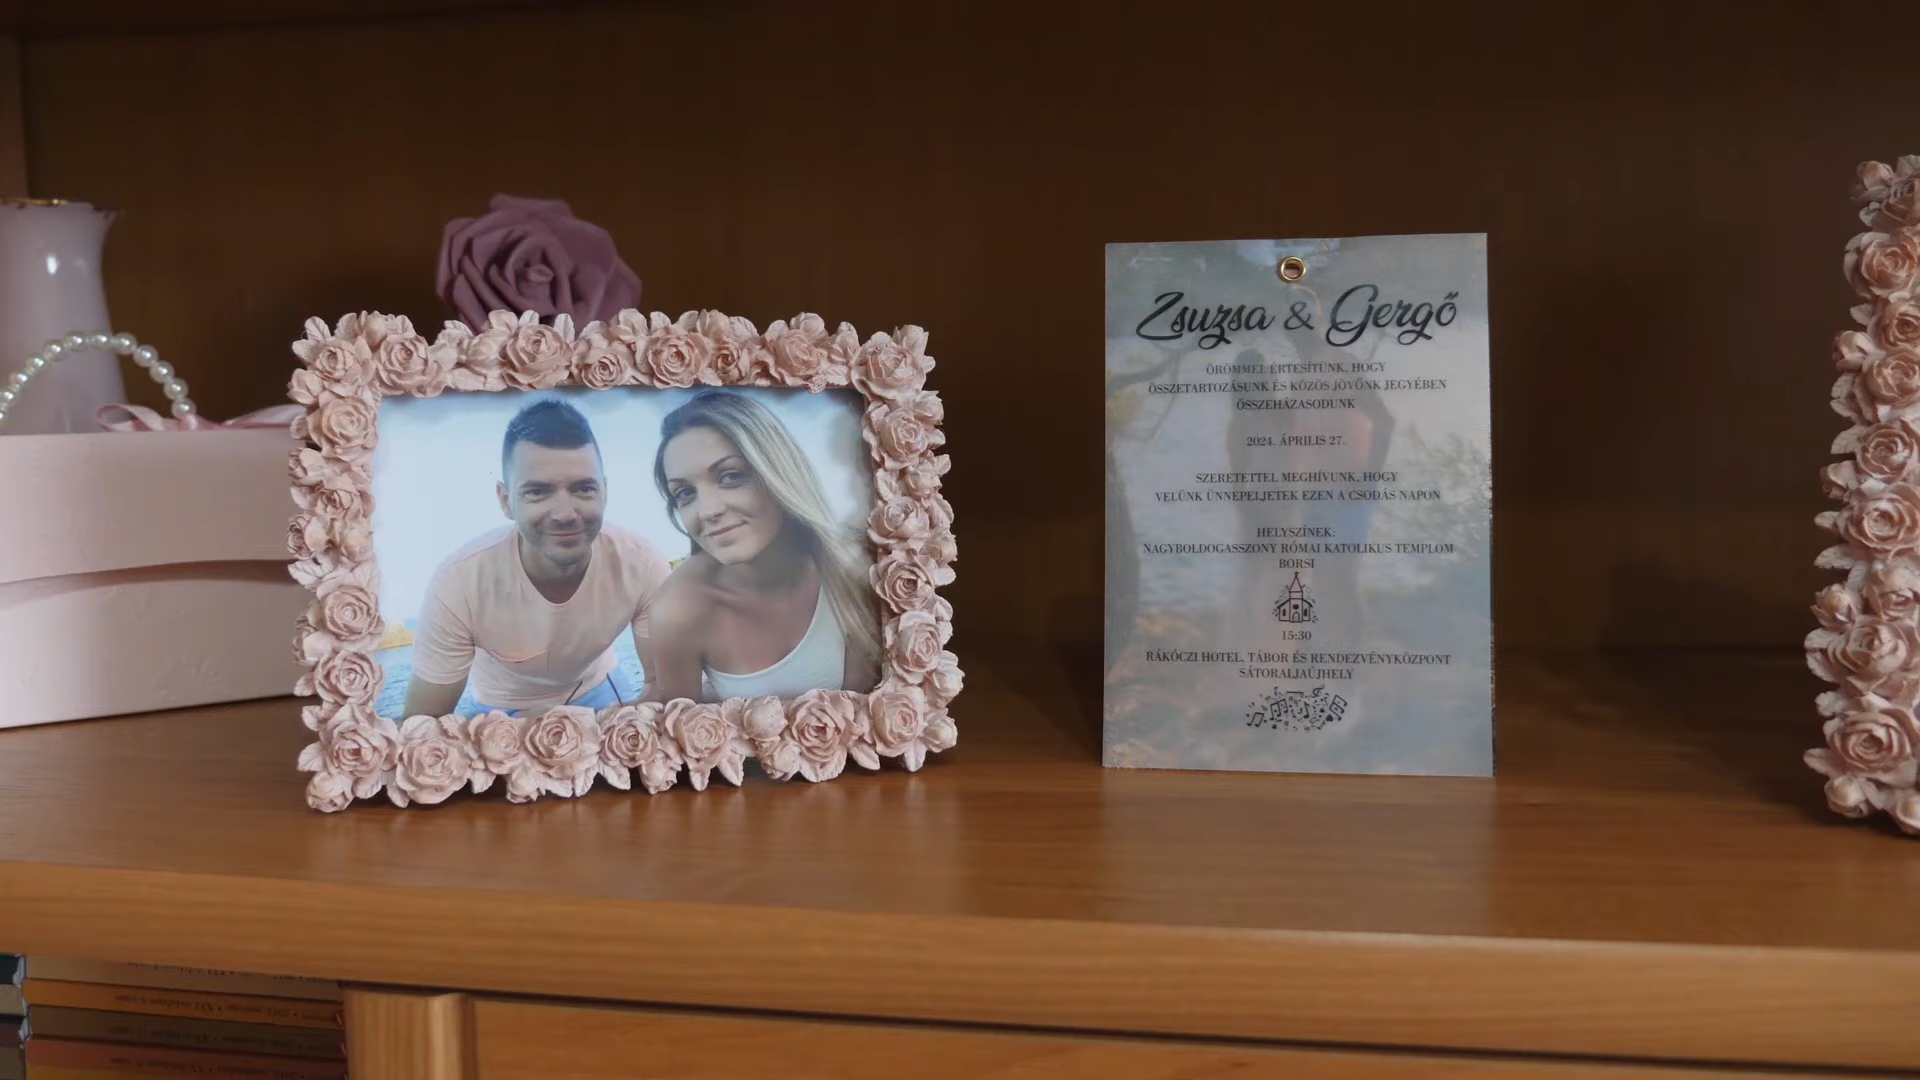 Zsuzsa & Gergő
ÖRÖMMEL ÉRTESÍTÜNK, HOGY
ÖSSZETARTOZÁSUNK ÉS KÖZÖS JÖVŐNK JEGYÉBEN
ÖSSZEHÁZASODUNK
2024. ÁPRILIS 27.
SZERETETTEL MEGHÍVUNK, HOGY
VELÜNK ÜNNEPELJETEK EZEN A CSODÁS NAPON
HELYSZÍNEK:
NAGYBOLDOGASSZONY RÓMAI KATOLIKUS TEMPLOM
BORSI
15:30
RÁKÓCZI HOTEL, TÁBOR ÉS RENDEZVÉNYKÖZPONT
SÁTORALJAÚJHELY